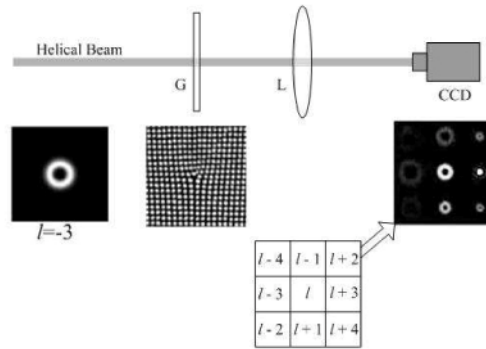 Helical Beam
G
L
CCD
l=-3
l - 4 l - 1 l + 2
l - 3 l l + 3
l - 2 l + 1 l + 4